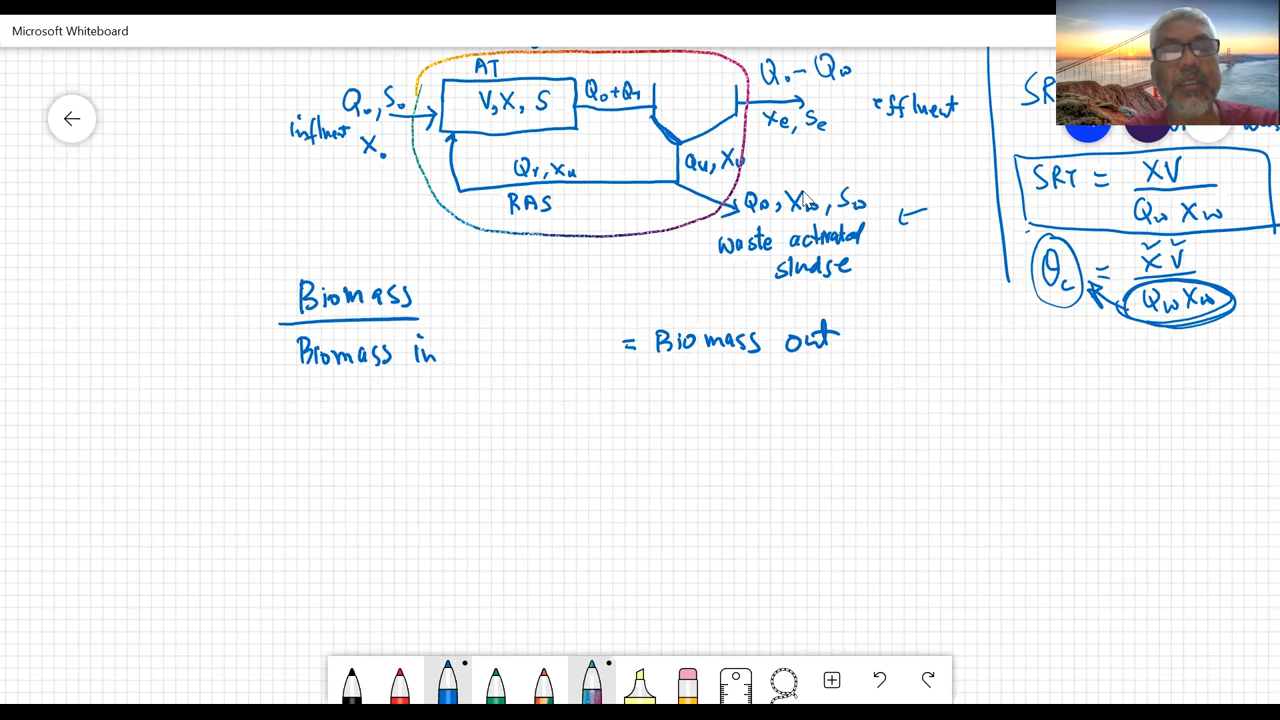 Microsoft Whiteboard
AT
Q₀, S₀
influent
X₀
V, X, S
Q₀+Qr
Q₀-Qw
Xe, Se
effluent
Qu, Xu
Qr, Xu
RAS
Qw, Xw, Sw
waste activated
sludge
Biomass
Biomass in = Biomass out
SR
SRT = XV
Qw Xw
θc = X V
Qw Xw